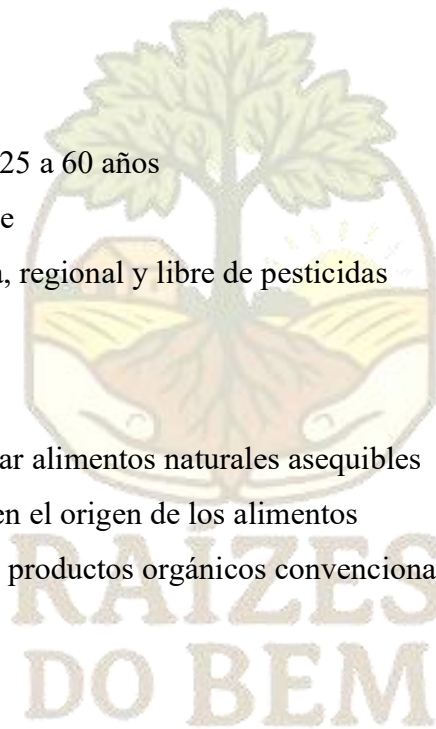 25 a 60 años
e
, regional y libre de pesticidas
ar alimentos naturales asequibles
en el origen de los alimentos
productos orgánicos convenciona
RAÍZES
DO BEM